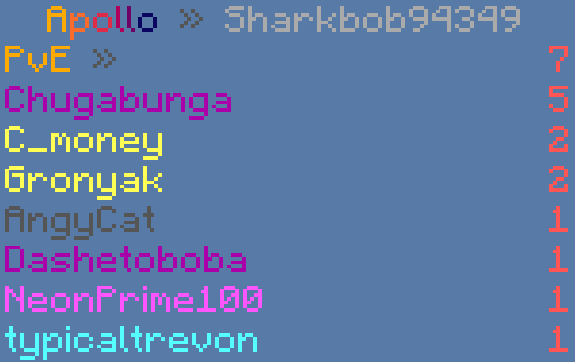 Apollo » Sharkbob94349
PvE » 7
Chugabunga 5
C_money 2
Gronyak 2
AngyCat 1
Dashetoboba 1
NeonPrime100 1
typicaltrevon 1